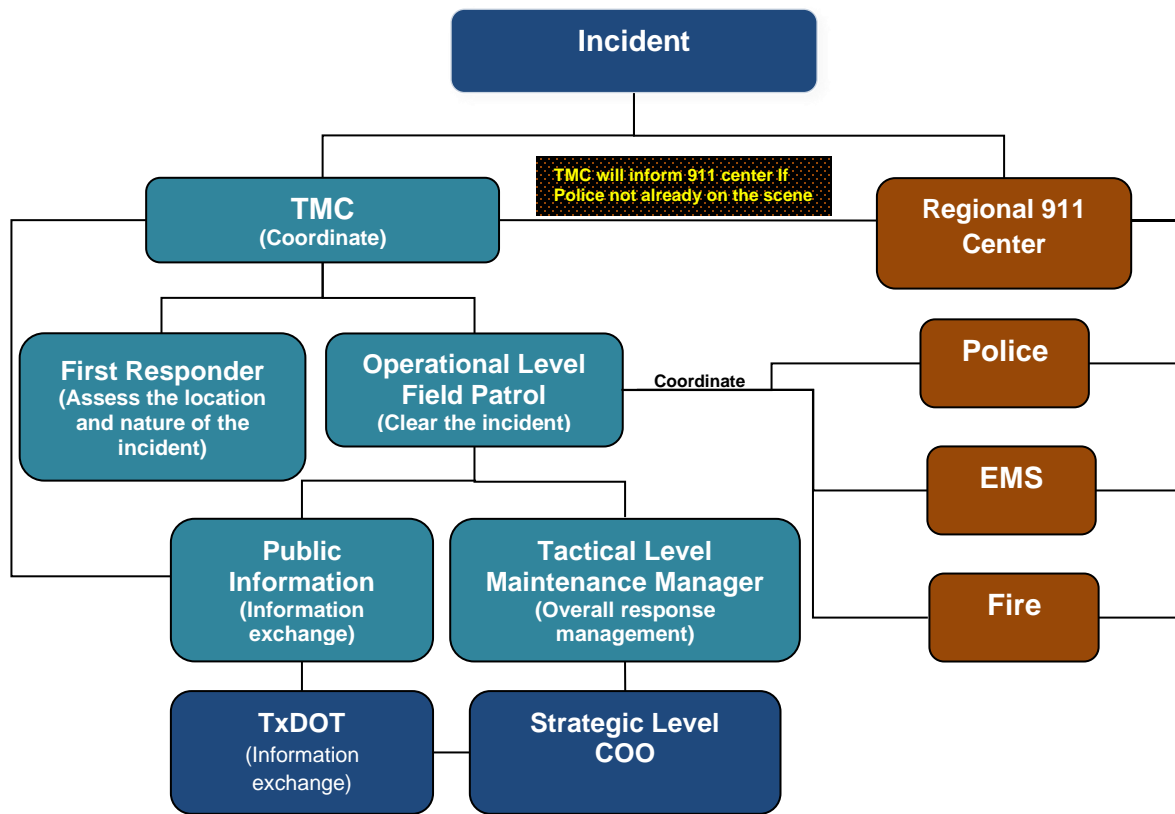 Incident
TMC will inform 911 center If
Police not already on the scene
TMC
(Coordinate)
Regional 911
Center
First Responder
(Assess the location
and nature of the
incident)
Operational Level
Field Patrol
(Clear the incident)
Coordinate
Police
EMS
Fire
Public
Information
(Information
exchange)
Tactical Level
Maintenance Manager
(Overall response
management)
TxDOT
(Information
exchange)
Strategic Level
COO